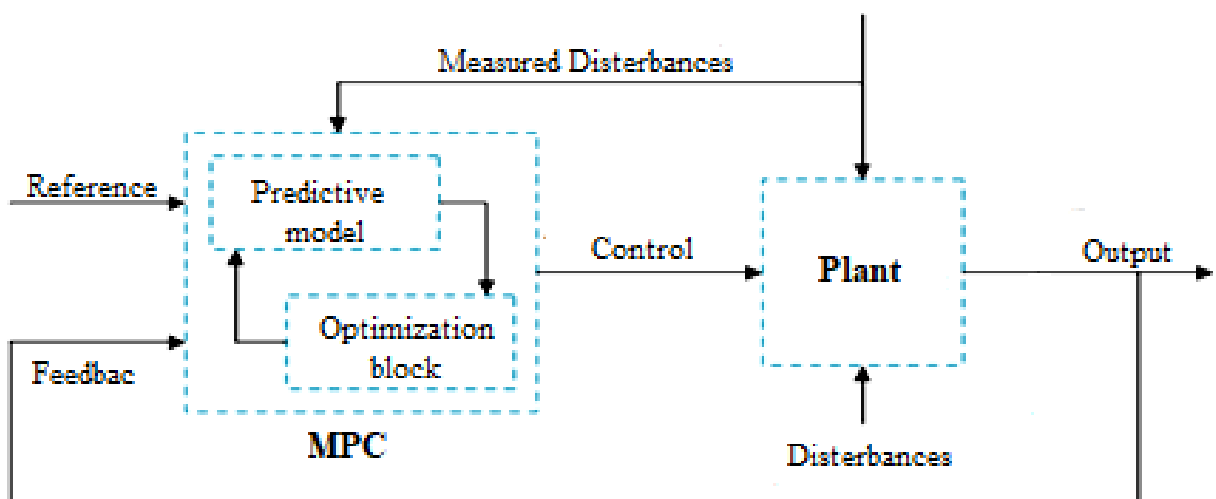 Measured Disterbances
Reference
Predictive
model
Control
Plant
Output
Optimization
block
Feedbac
MPC
Disterbances